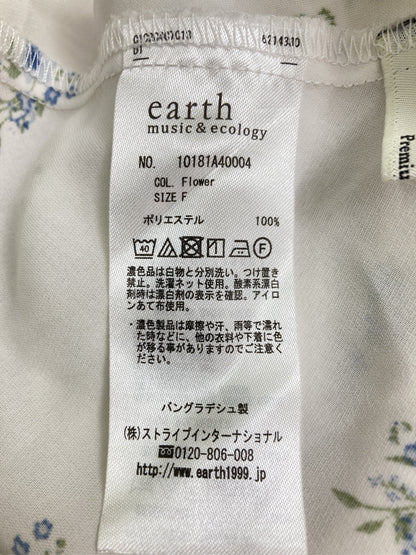 earth
music&ecology
NO. 10181A40004
COL. Flower
SIZE F
ポリエステル 100%
40
F
濃色品は白物と分別洗い。つけ置き
禁止。洗濯ネット使用。酸素系漂白
剤時は漂白剤の表示を確認。アイロ
ンあて布使用。
・濃色製品は摩擦や汗、雨等で濡れ
た時などに、他の衣料や下着に色
が移る事がありますのでご注意く
ださい。
バングラデシュ製
(株)ストライプインターナショナル
0120-806-008
http://www.earth1999.jp
Premiu